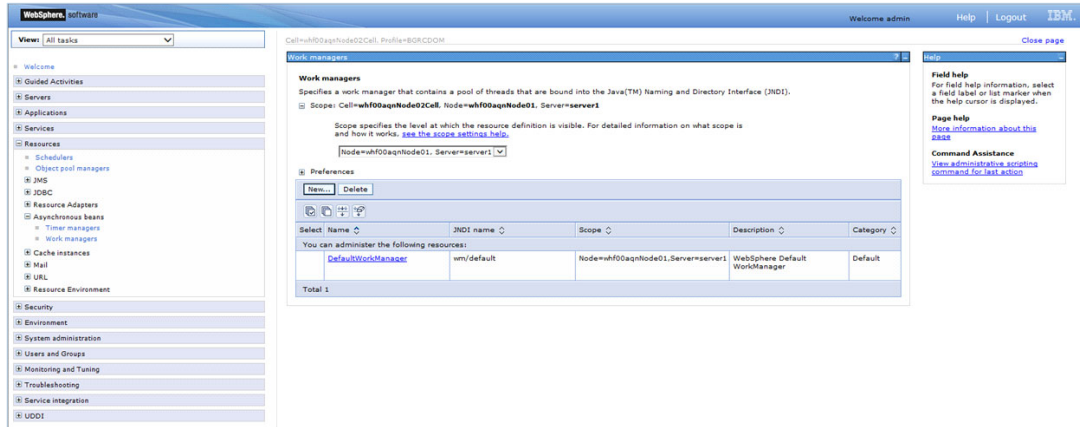 WebSphere. software
Welcome admin
Help | Logout
IBM.
View: All tasks
Welcome
Guided Activities
Servers
Applications
Services
Resources
Schedulers
Object pool managers
JMS
JDBC
Resource Adapters
Asynchronous beans
Timer managers
Work managers
Cache instances
Mail
URL
Resource Environment
Security
Environment
System administration
Users and Groups
Monitoring and Tuning
Troubleshooting
Service integration
UDDI
Cell=whf00aqnNode02Cell, Profile=BGRCDOM
Close page
Work managers
? -
Work managers
Specifies a work manager that contains a pool of threads that are bound into the Java(TM) Naming and Directory Interface (JNDI).
Scope: Cell=whf00aqnNode02Cell, Node=whf00aqnNode01, Server=server1
Scope specifies the level at which the resource definition is visible. For detailed information on what scope is
and how it works, see the scope settings help.
Node=whf00aqnNode01, Server=server1
Preferences
New... Delete
Select Name JNDI name Scope Description Category
You can administer the following resources:
DefaultWorkManager wm/default Node=whf00aqnNode01,Server=server1 WebSphere Default Default
WorkManager
Total 1
Help
Field help
For field help information, select
a field label or list marker when
the help cursor is displayed.
Page help
More information about this
page
Command Assistance
View administrative scripting
command for last action